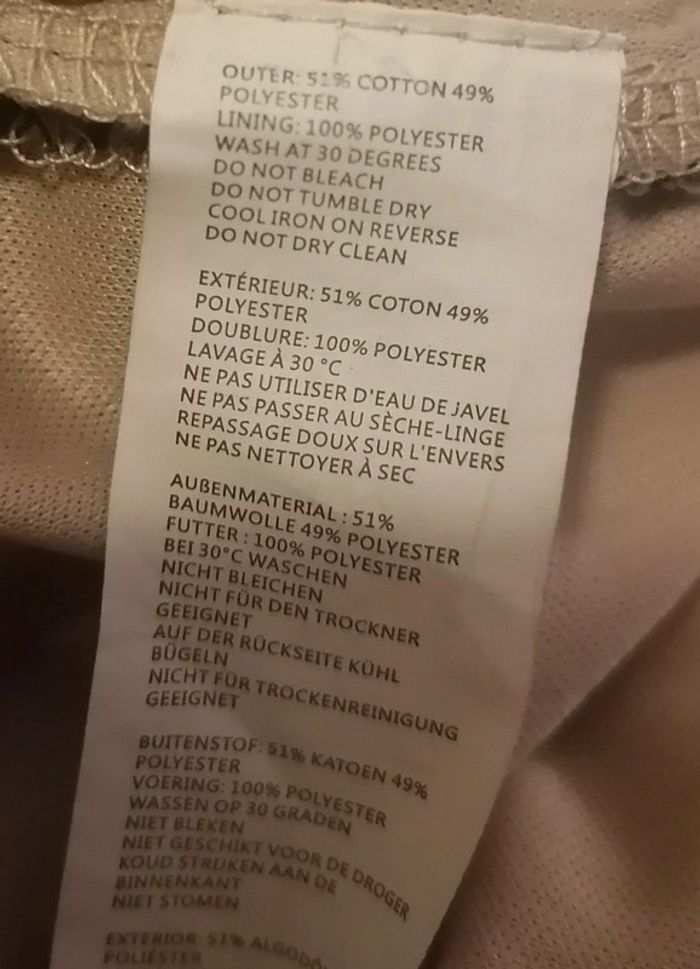 OUTER: 51% COTTON 49%
POLYESTER
LINING: 100% POLYESTER
WASH AT 30 DEGREES
DO NOT BLEACH
DO NOT TUMBLE DRY
COOL IRON ON REVERSE
DO NOT DRY CLEAN
EXTÉRIEUR: 51% COTON 49%
POLYESTER
DOUBLURE: 100% POLYESTER
LAVAGE À 30 °C
NE PAS UTILISER D'EAU DE JAVEL
NE PAS PASSER AU SÈCHE-LINGE
REPASSAGE DOUX SUR L'ENVERS
NE PAS NETTOYER À SEC
AUßENMATERIAL : 51%
BAUMWOLLE 49% POLYESTER
FUTTER : 100% POLYESTER
BEI 30°C WASCHEN
NICHT BLEICHEN
NICHT FÜR DEN TROCKNER
GEEIGNET
AUF DER RÜCKSEITE KÜHL
BÜGELN
NICHT FÜR TROCKENREINIGUNG
GEEIGNET
BUITENSTOF: 51% KATOEN 49%
POLYESTER
VOERING: 100% POLYESTER
WASSEN OP 30 GRADEN
NIET BLEKEN
NIET GESCHIKT VOOR DE DROGER
KOUD STRIJKEN AAN DE
BINNENKANT
NIET STOMEN
EXTERIOR: 51% ALGODÓ
POLIÉSTER